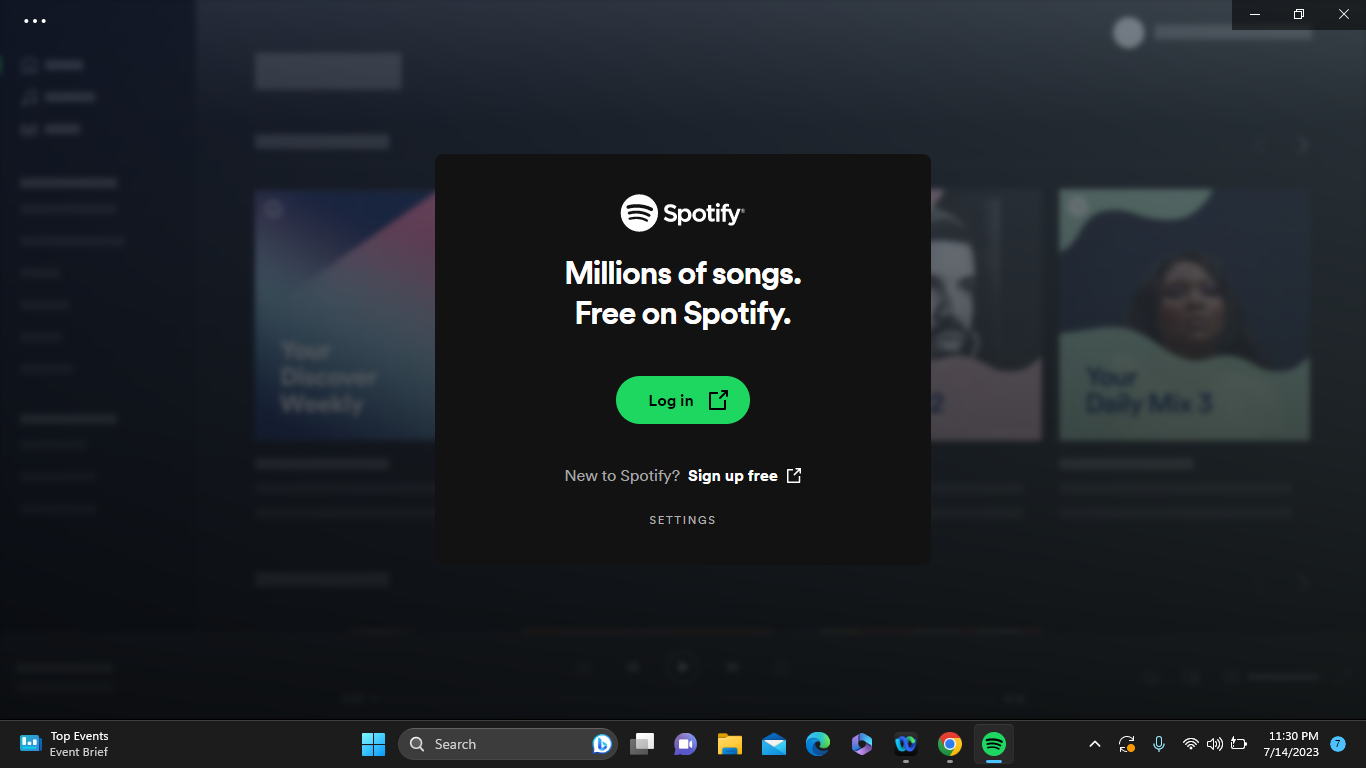 Spotify®
Millions of songs.
Free on Spotify.
Log in
New to Spotify? Sign up free
SETTINGS
Your
Discover
Weekly
2
Your
Daily Mix 3
Top Events
Event Brief
Search
11:30 PM
7/14/2023
7